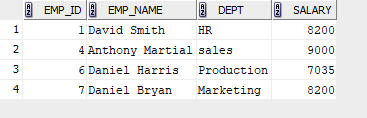 EMP_ID EMP_NAME DEPT SALARY
1 1 David Smith HR 8200
2 4 Anthony Martial sales 9000
3 6 Daniel Harris Production 7035
4 7 Daniel Bryan Marketing 8200